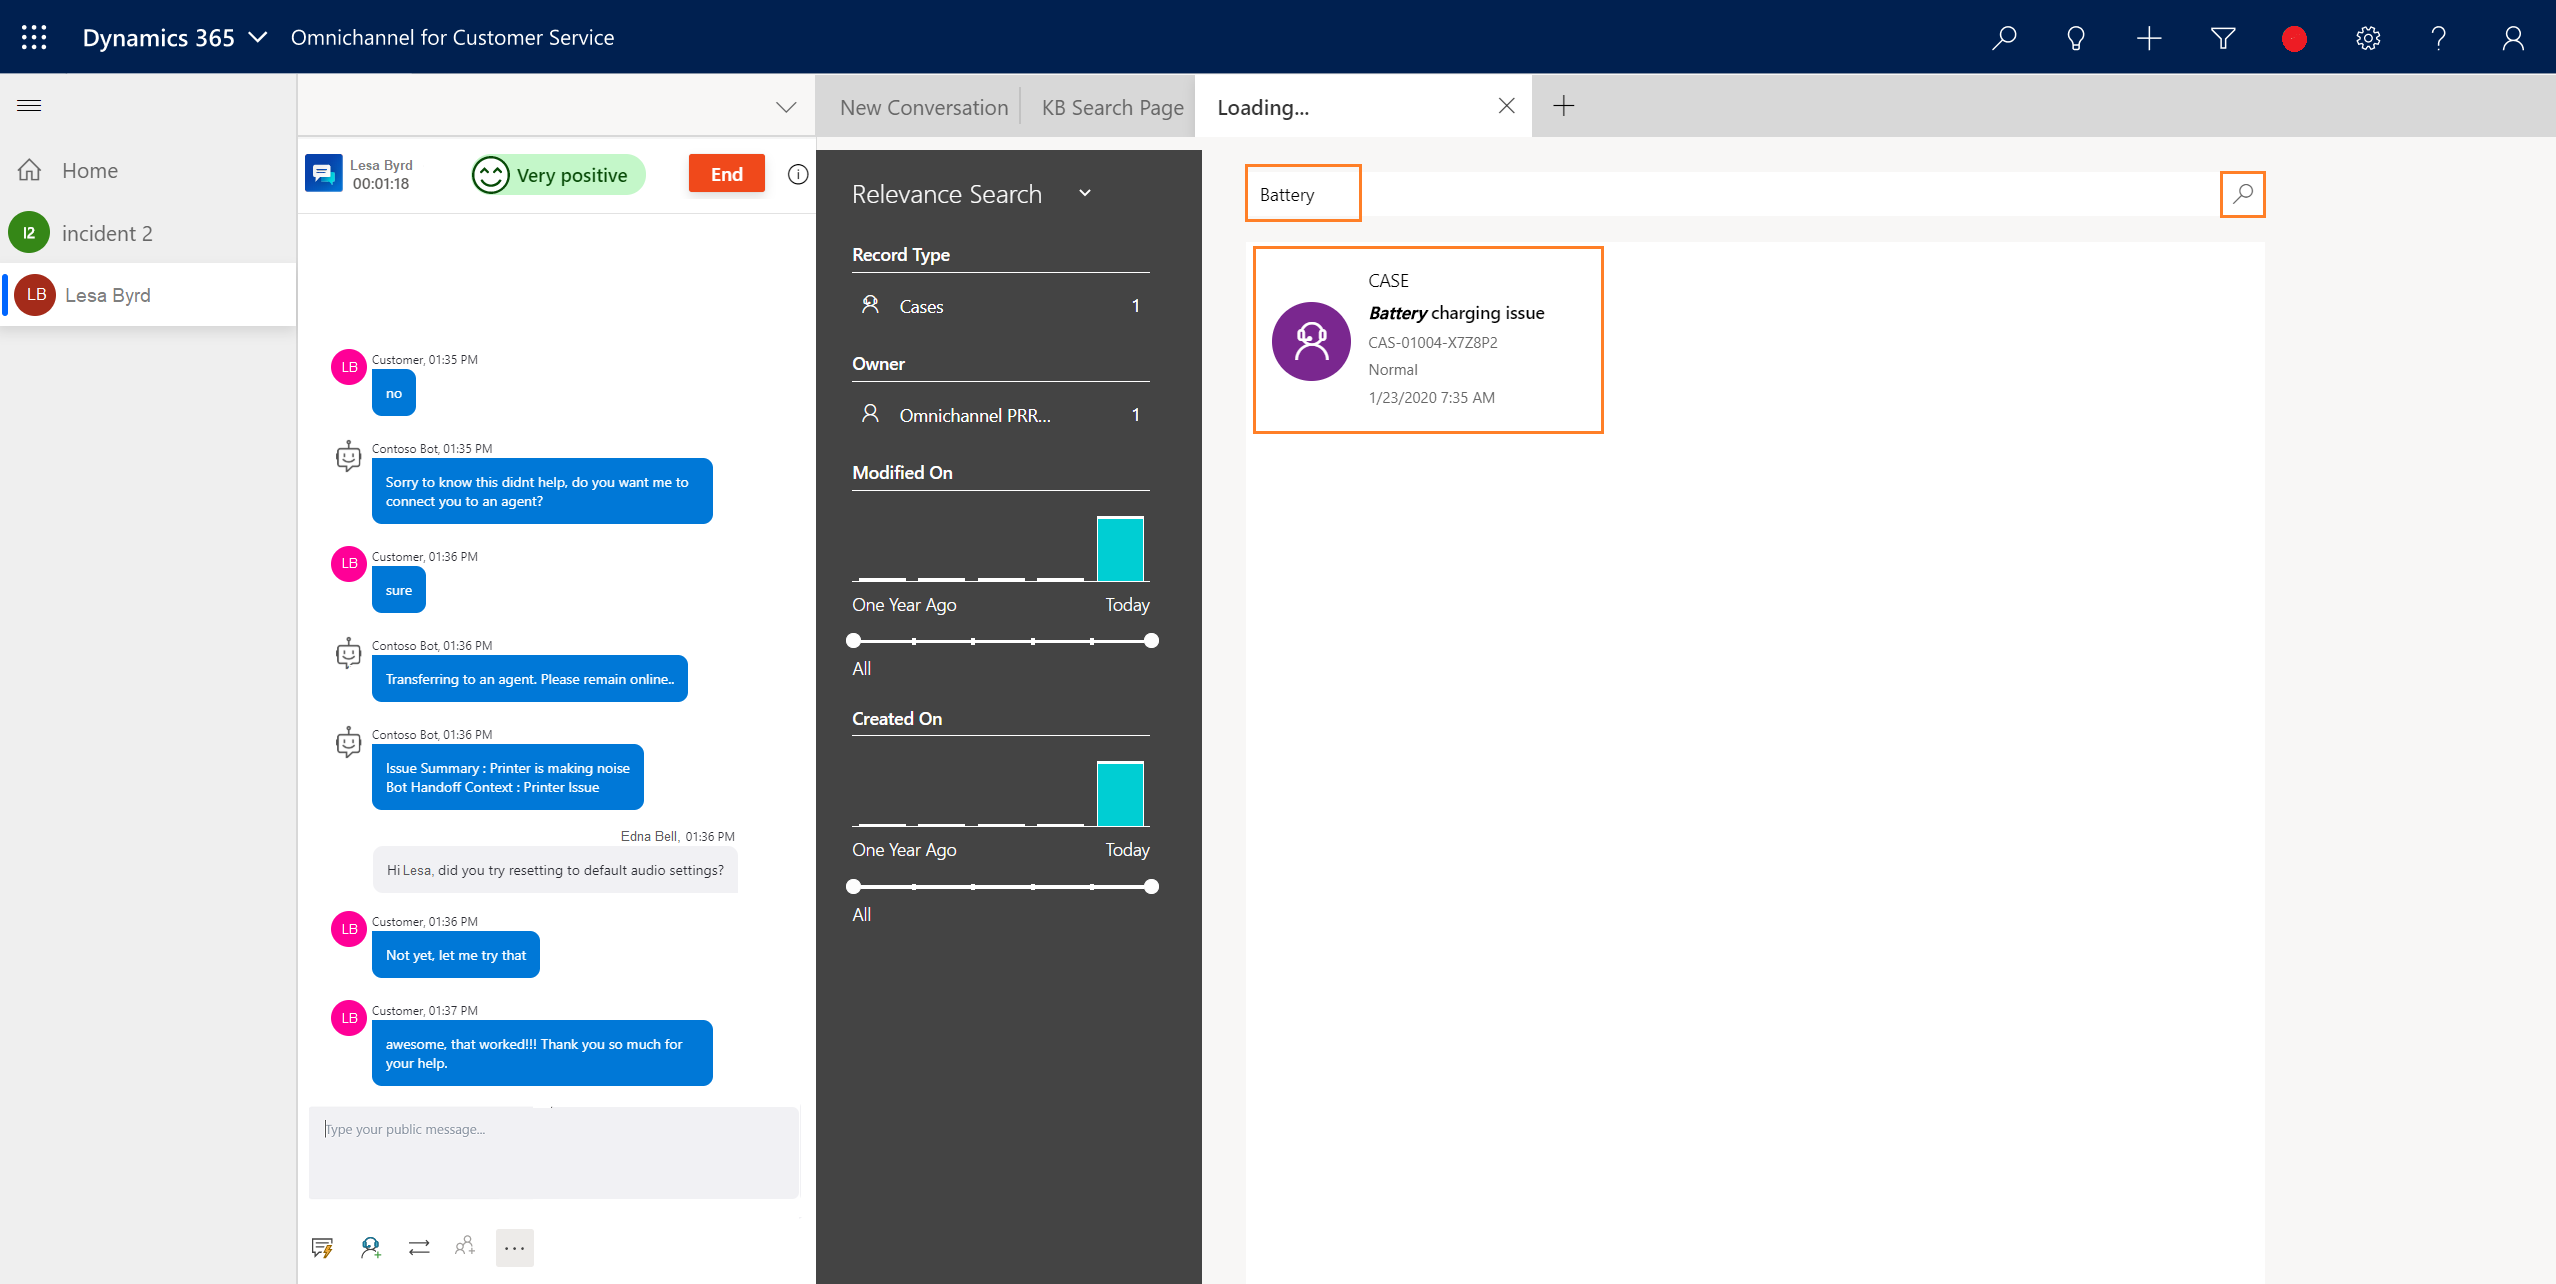 Dynamics 365
Omnichannel for Customer Service
Home
I2
incident 2
LB
Lesa Byrd
Lesa Byrd
00:01:18
Very positive
End
LB
Customer, 01:35 PM
no
Contoso Bot, 01:35 PM
Sorry to know this didnt help, do you want me to
connect you to an agent?
LB
Customer, 01:36 PM
sure
Contoso Bot, 01:36 PM
Transferring to an agent. Please remain online..
Contoso Bot, 01:36 PM
Issue Summary : Printer is making noise
Bot Handoff Context : Printer Issue
Edna Bell, 01:36 PM
Hi Lesa, did you try resetting to default audio settings?
LB
Customer, 01:36 PM
Not yet, let me try that
LB
Customer, 01:37 PM
awesome, that worked!!! Thank you so much for
your help.
Type your public message...
New Conversation
KB Search Page
Loading...
Relevance Search
Record Type
Cases 1
Owner
Omnichannel PRR... 1
Modified On
One Year Ago Today
All
Created On
One Year Ago Today
All
Battery
CASE
Battery charging issue
CAS-01004-X7Z8P2
Normal
1/23/2020 7:35 AM